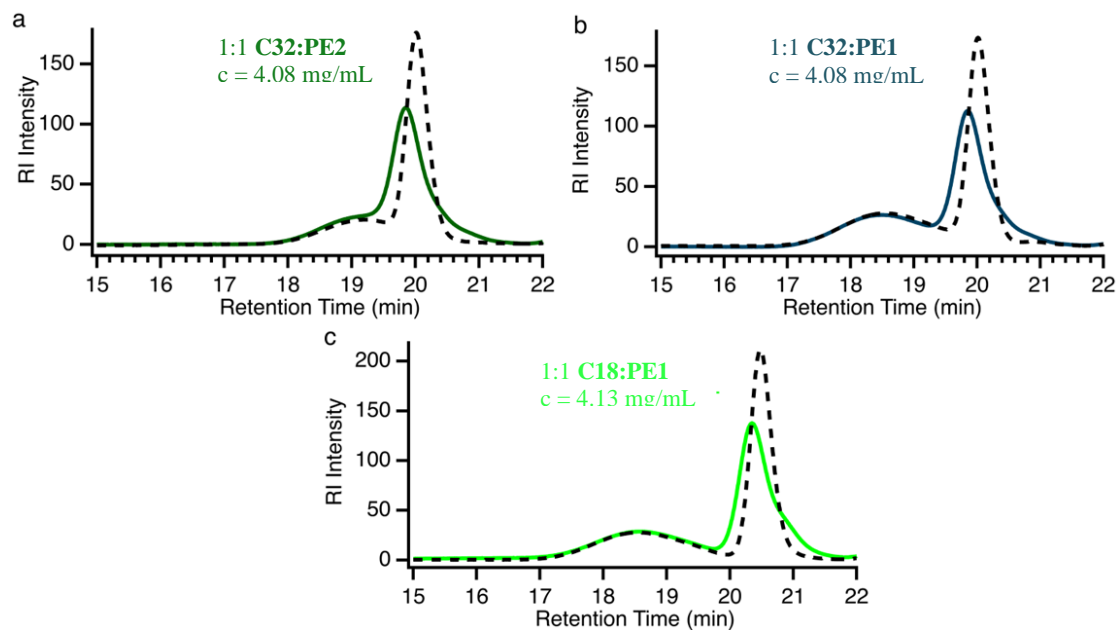 a
1:1 C32:PE2
c = 4.08 mg/mL
RI Intensity
150
100
50
0
15 16 17 18 19 20 21 22
Retention Time (min)
b
1:1 C32:PE1
c = 4.08 mg/mL
RI Intensity
150
100
50
0
15 16 17 18 19 20 21 22
Retention Time (min)
c
1:1 C18:PE1
c = 4.13 mg/mL
RI Intensity
200
150
100
50
0
15 16 17 18 19 20 21 22
Retention Time (min)